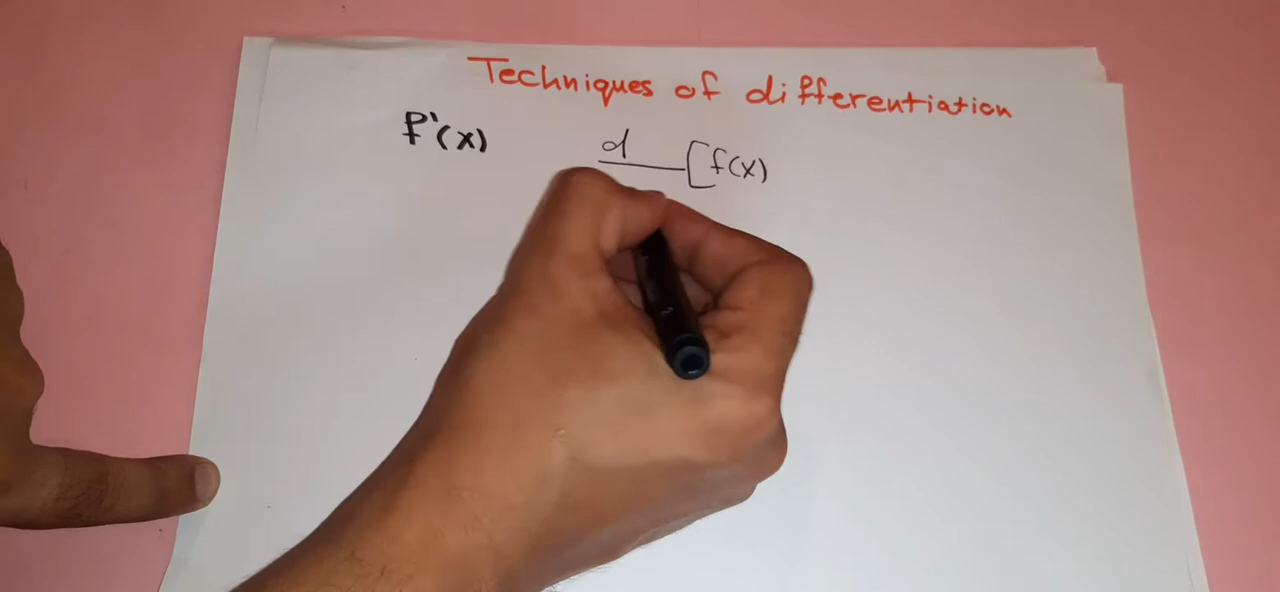 Techniques of differentiation
f'(x) d [f(x)